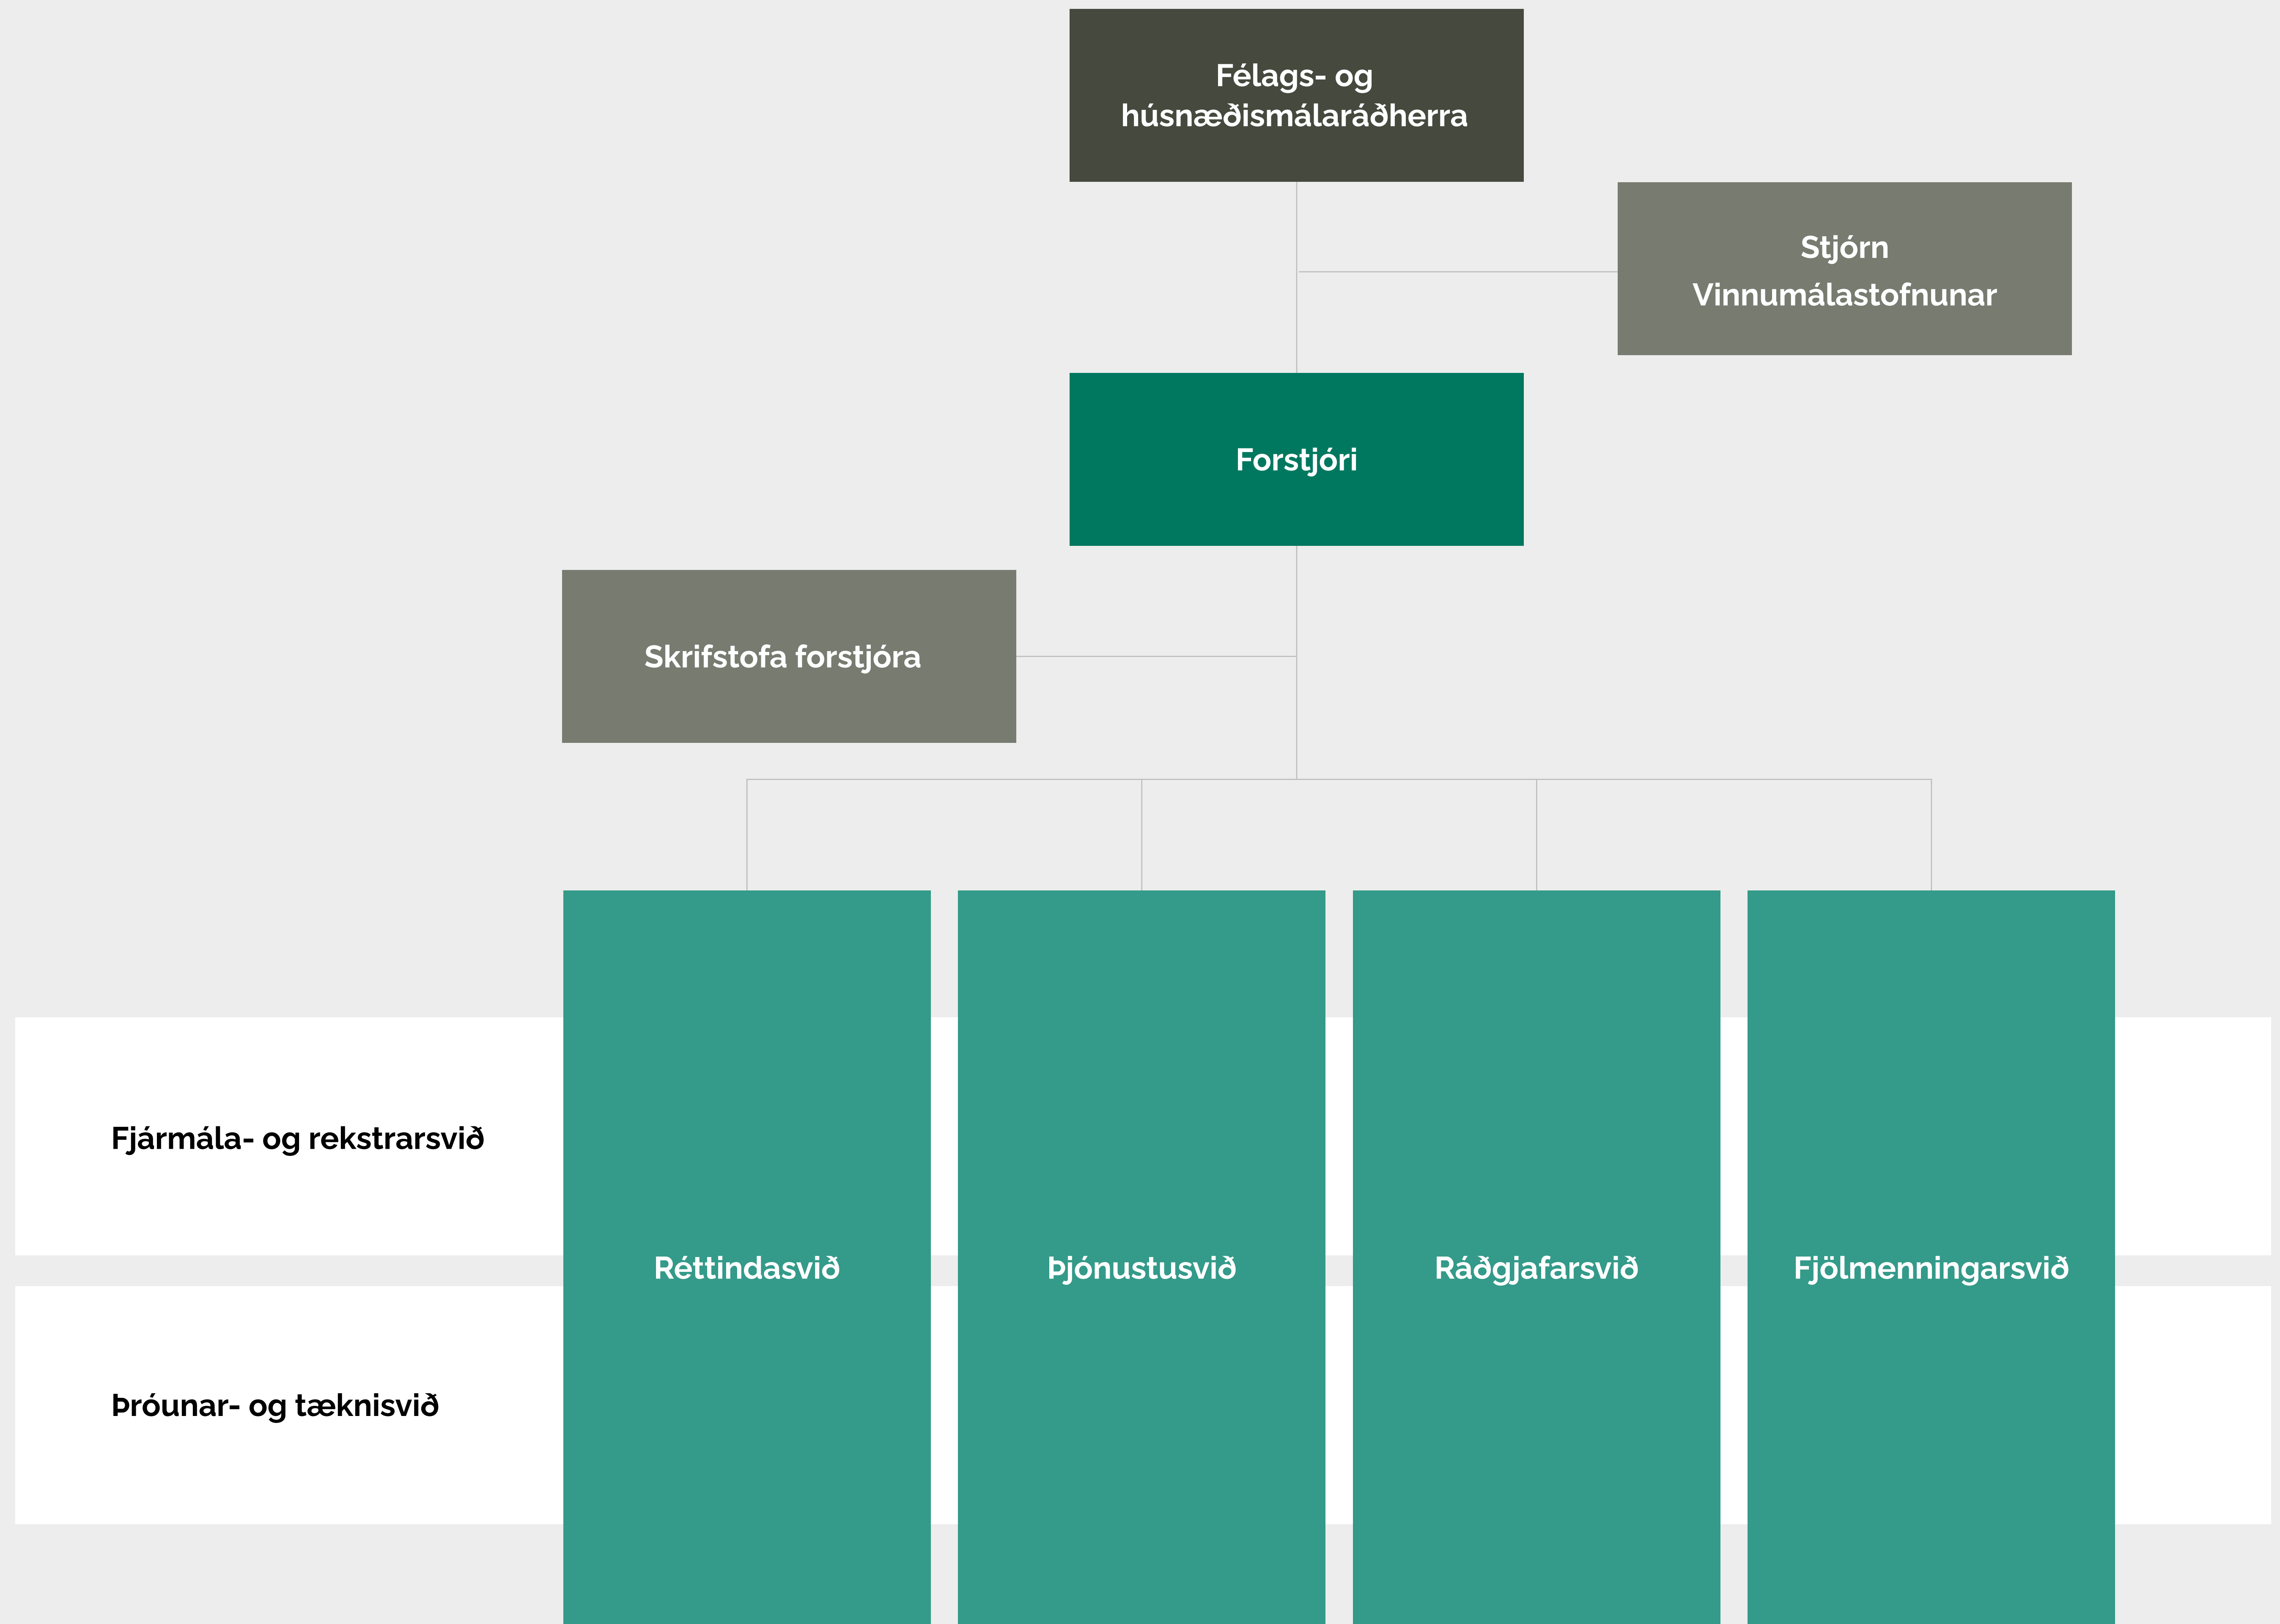 Félags- og
húsnæðismálaráðherra
Stjórn
Vinnumálastofnunar
Forstjóri
Skrifstofa forstjóra
Fjármála- og rekstrarsvið
Réttindasvið
Þjónustusvið
Ráðgjafarsvið
Fjölmenningarsvið
Þróunar- og tæknisvið